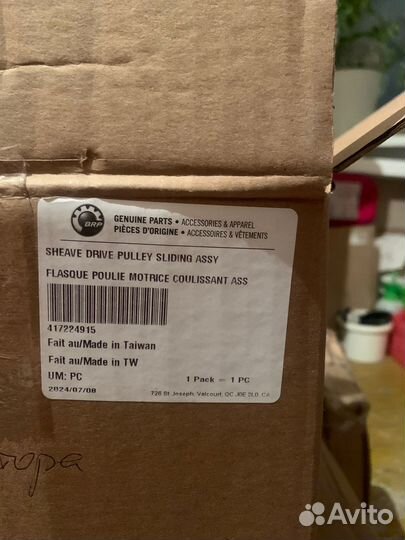 BRP
GENUINE PARTS • ACCESSORIES & APPAREL
PIÈCES D'ORIGINE • ACCESSOIRES & VÊTEMENTS
SHEAVE DRIVE PULLEY SLIDING ASSY
FLASQUE POULIE MOTRICE COULISSANT ASS
417224915
Fait au/Made in Taiwan
Fait au/Made in TW
UM: PC
1 Pack = 1 PC
2024/07/08
726 St Joseph, Valcourt, QC J0E 2L0, CA
Avito